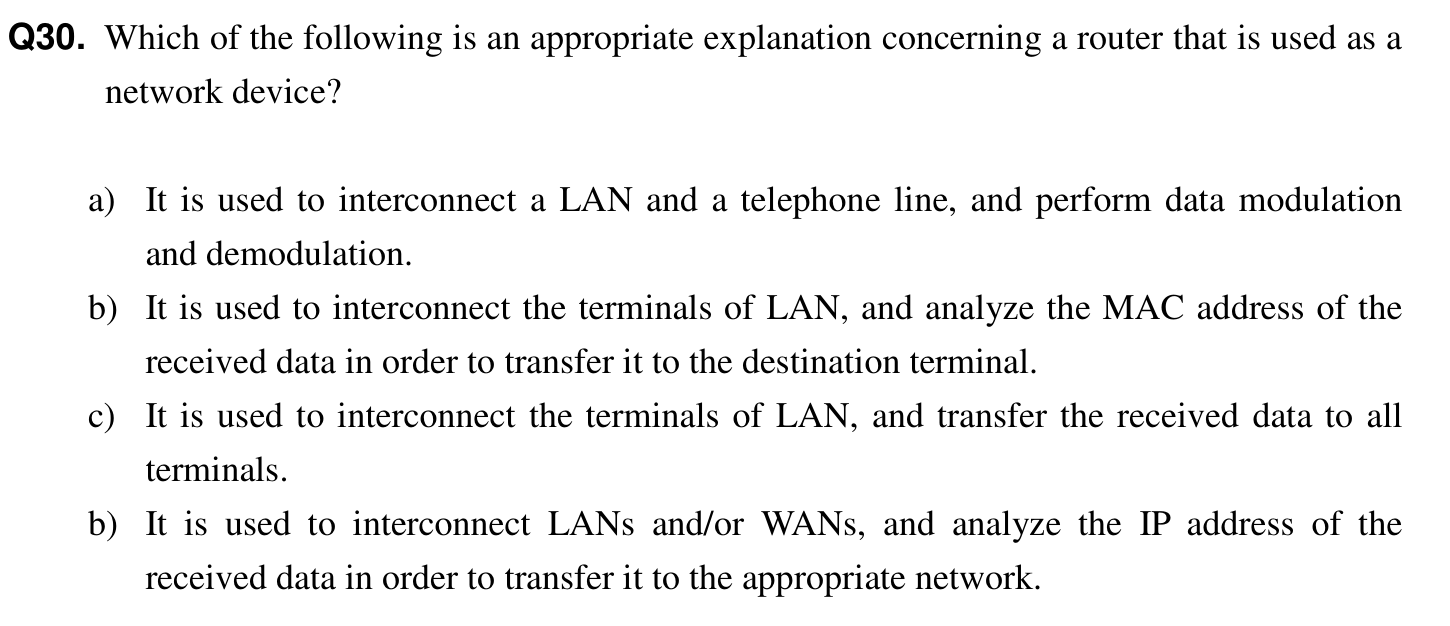 Q30. Which of the following is an appropriate explanation concerning a router that is used as a
network device?
a) It is used to interconnect a LAN and a telephone line, and perform data modulation
and demodulation.
b) It is used to interconnect the terminals of LAN, and analyze the MAC address of the
received data in order to transfer it to the destination terminal.
c) It is used to interconnect the terminals of LAN, and transfer the received data to all
terminals.
b) It is used to interconnect LANs and/or WANs, and analyze the IP address of the
received data in order to transfer it to the appropriate network.